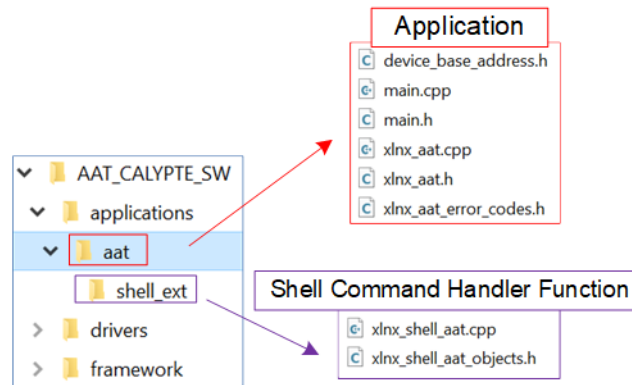 Application
device_base_address.h
main.cpp
main.h
xlnx_aat.cpp
xlnx_aat.h
xlnx_aat_error_codes.h
AAT_CALYPTE_SW
applications
aat
shell_ext
drivers
framework
Shell Command Handler Function
xlnx_shell_aat.cpp
xlnx_shell_aat_objects.h